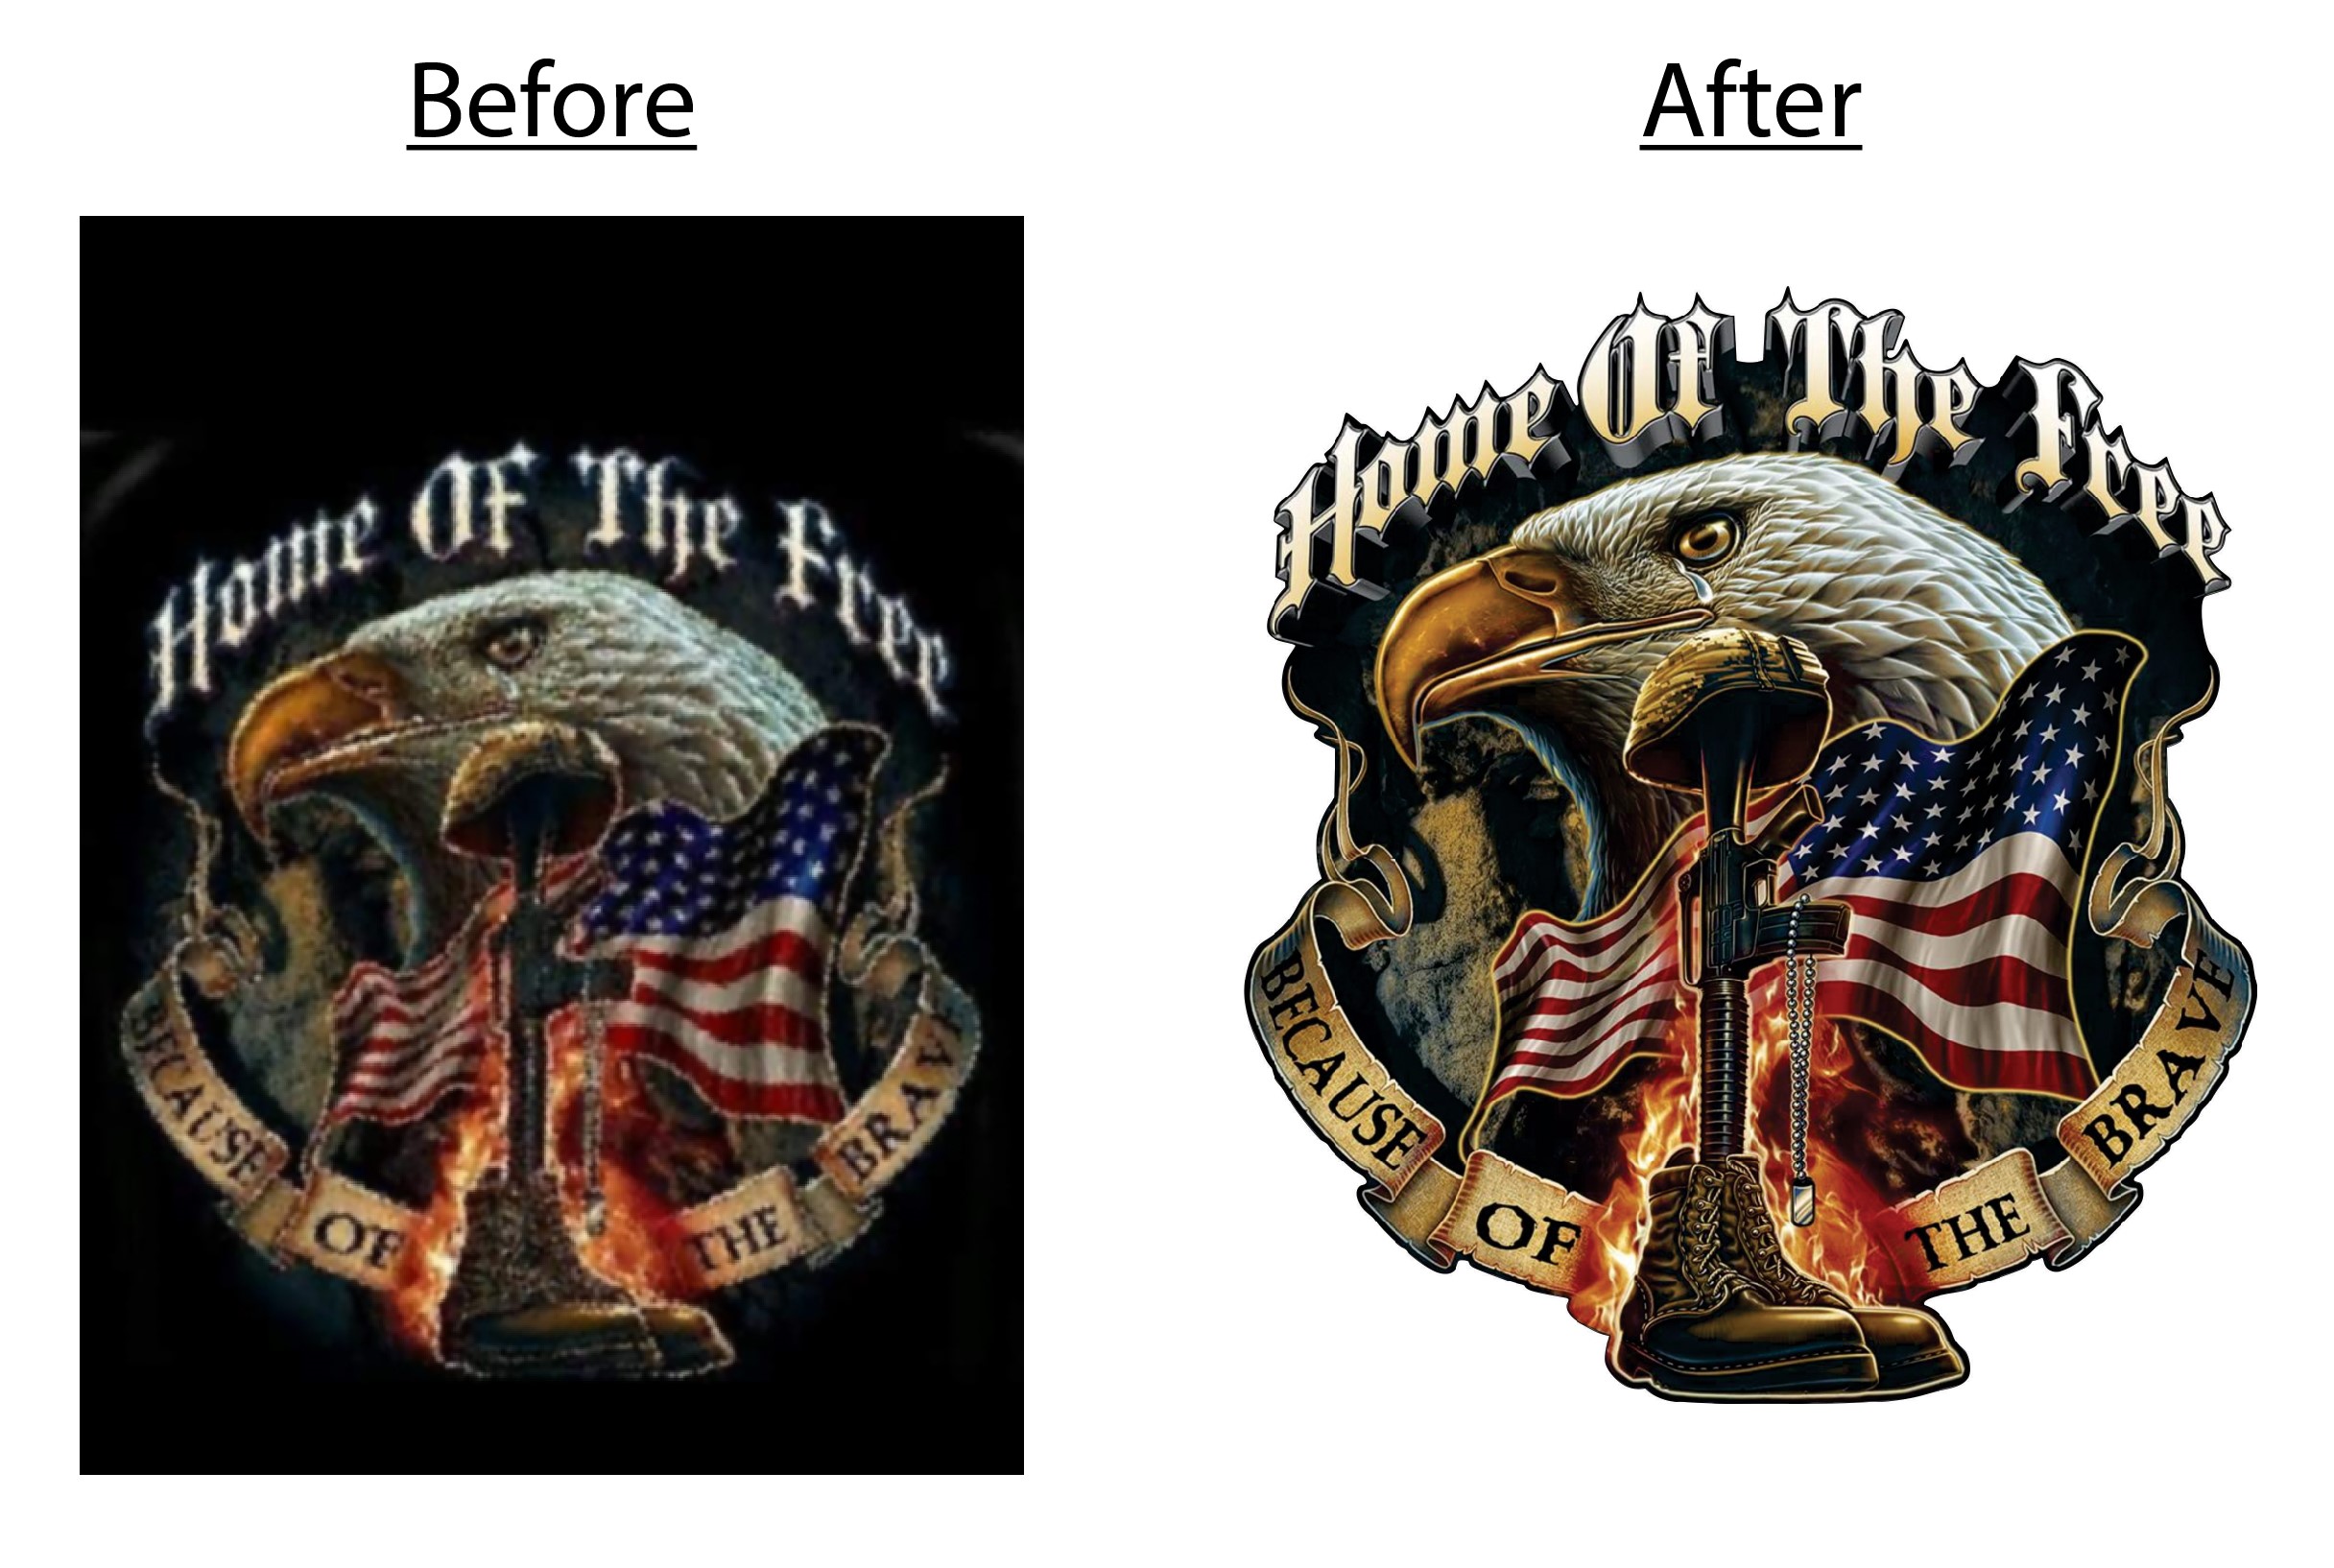 Before
After
Home Of The Free
BECAUSE OF THE BRAVE
Home Of The Free
BECAUSE OF THE BRAVE